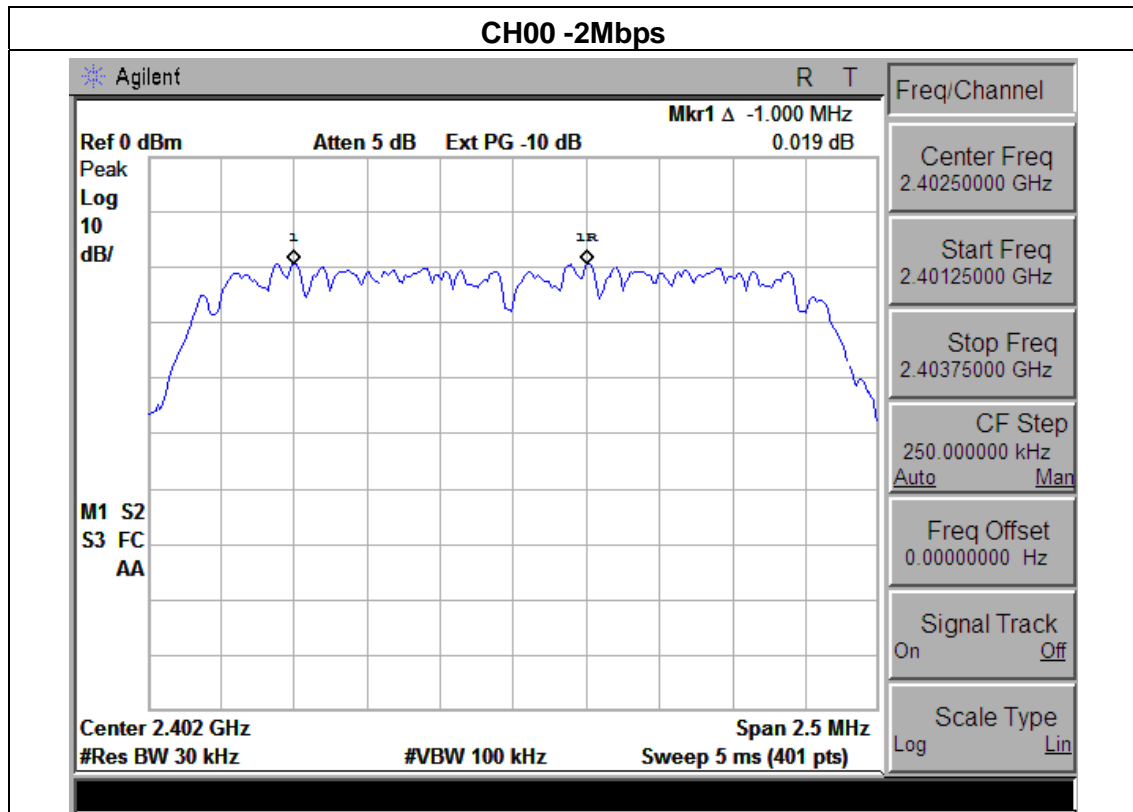 CH00 -2Mbps
Agilent R T
Mkr1 Δ -1.000 MHz
Ref 0 dBm Atten 5 dB Ext PG -10 dB 0.019 dB
Peak
Log
10
dB/
1 1R
M1 S2
S3 FC
AA
Center 2.402 GHz Span 2.5 MHz
#Res BW 30 kHz #VBW 100 kHz Sweep 5 ms (401 pts)
Freq/Channel
Center Freq
2.40250000 GHz
Start Freq
2.40125000 GHz
Stop Freq
2.40375000 GHz
CF Step
250.000000 kHz
Auto Man
Freq Offset
0.00000000 Hz
Signal Track
On Off
Scale Type
Log Lin